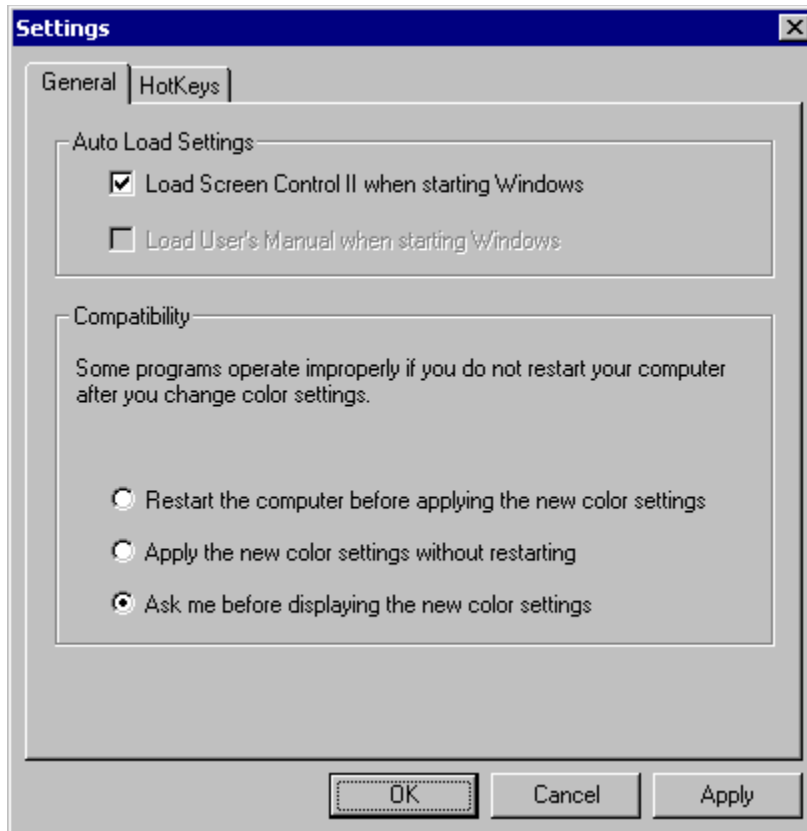 Settings
General
HotKeys
Auto Load Settings
Load Screen Control II when starting Windows
Load User's Manual when starting Windows
Compatibility
Some programs operate improperly if you do not restart your computer
after you change color settings.
Restart the computer before applying the new color settings
Apply the new color settings without restarting
Ask me before displaying the new color settings
OK
Cancel
Apply